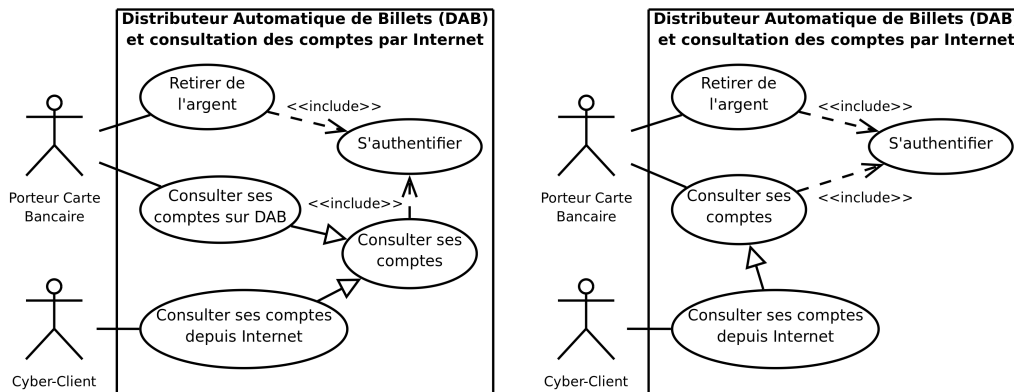 Distributeur Automatique de Billets (DAB)
et consultation des comptes par Internet
Retirer de
l'argent
<<include>>
S'authentifier
Porteur Carte
Bancaire
Consulter ses
comptes sur DAB
<<include>>
Consulter ses
comptes
Consulter ses comptes
depuis Internet
Cyber-Client
Distributeur Automatique de Billets (DAB
et consultation des comptes par Internet
Retirer de
l'argent
<<include>>
S'authentifier
Porteur Carte
Bancaire
Consulter ses
comptes
<<include>>
Consulter ses comptes
depuis Internet
Cyber-Client